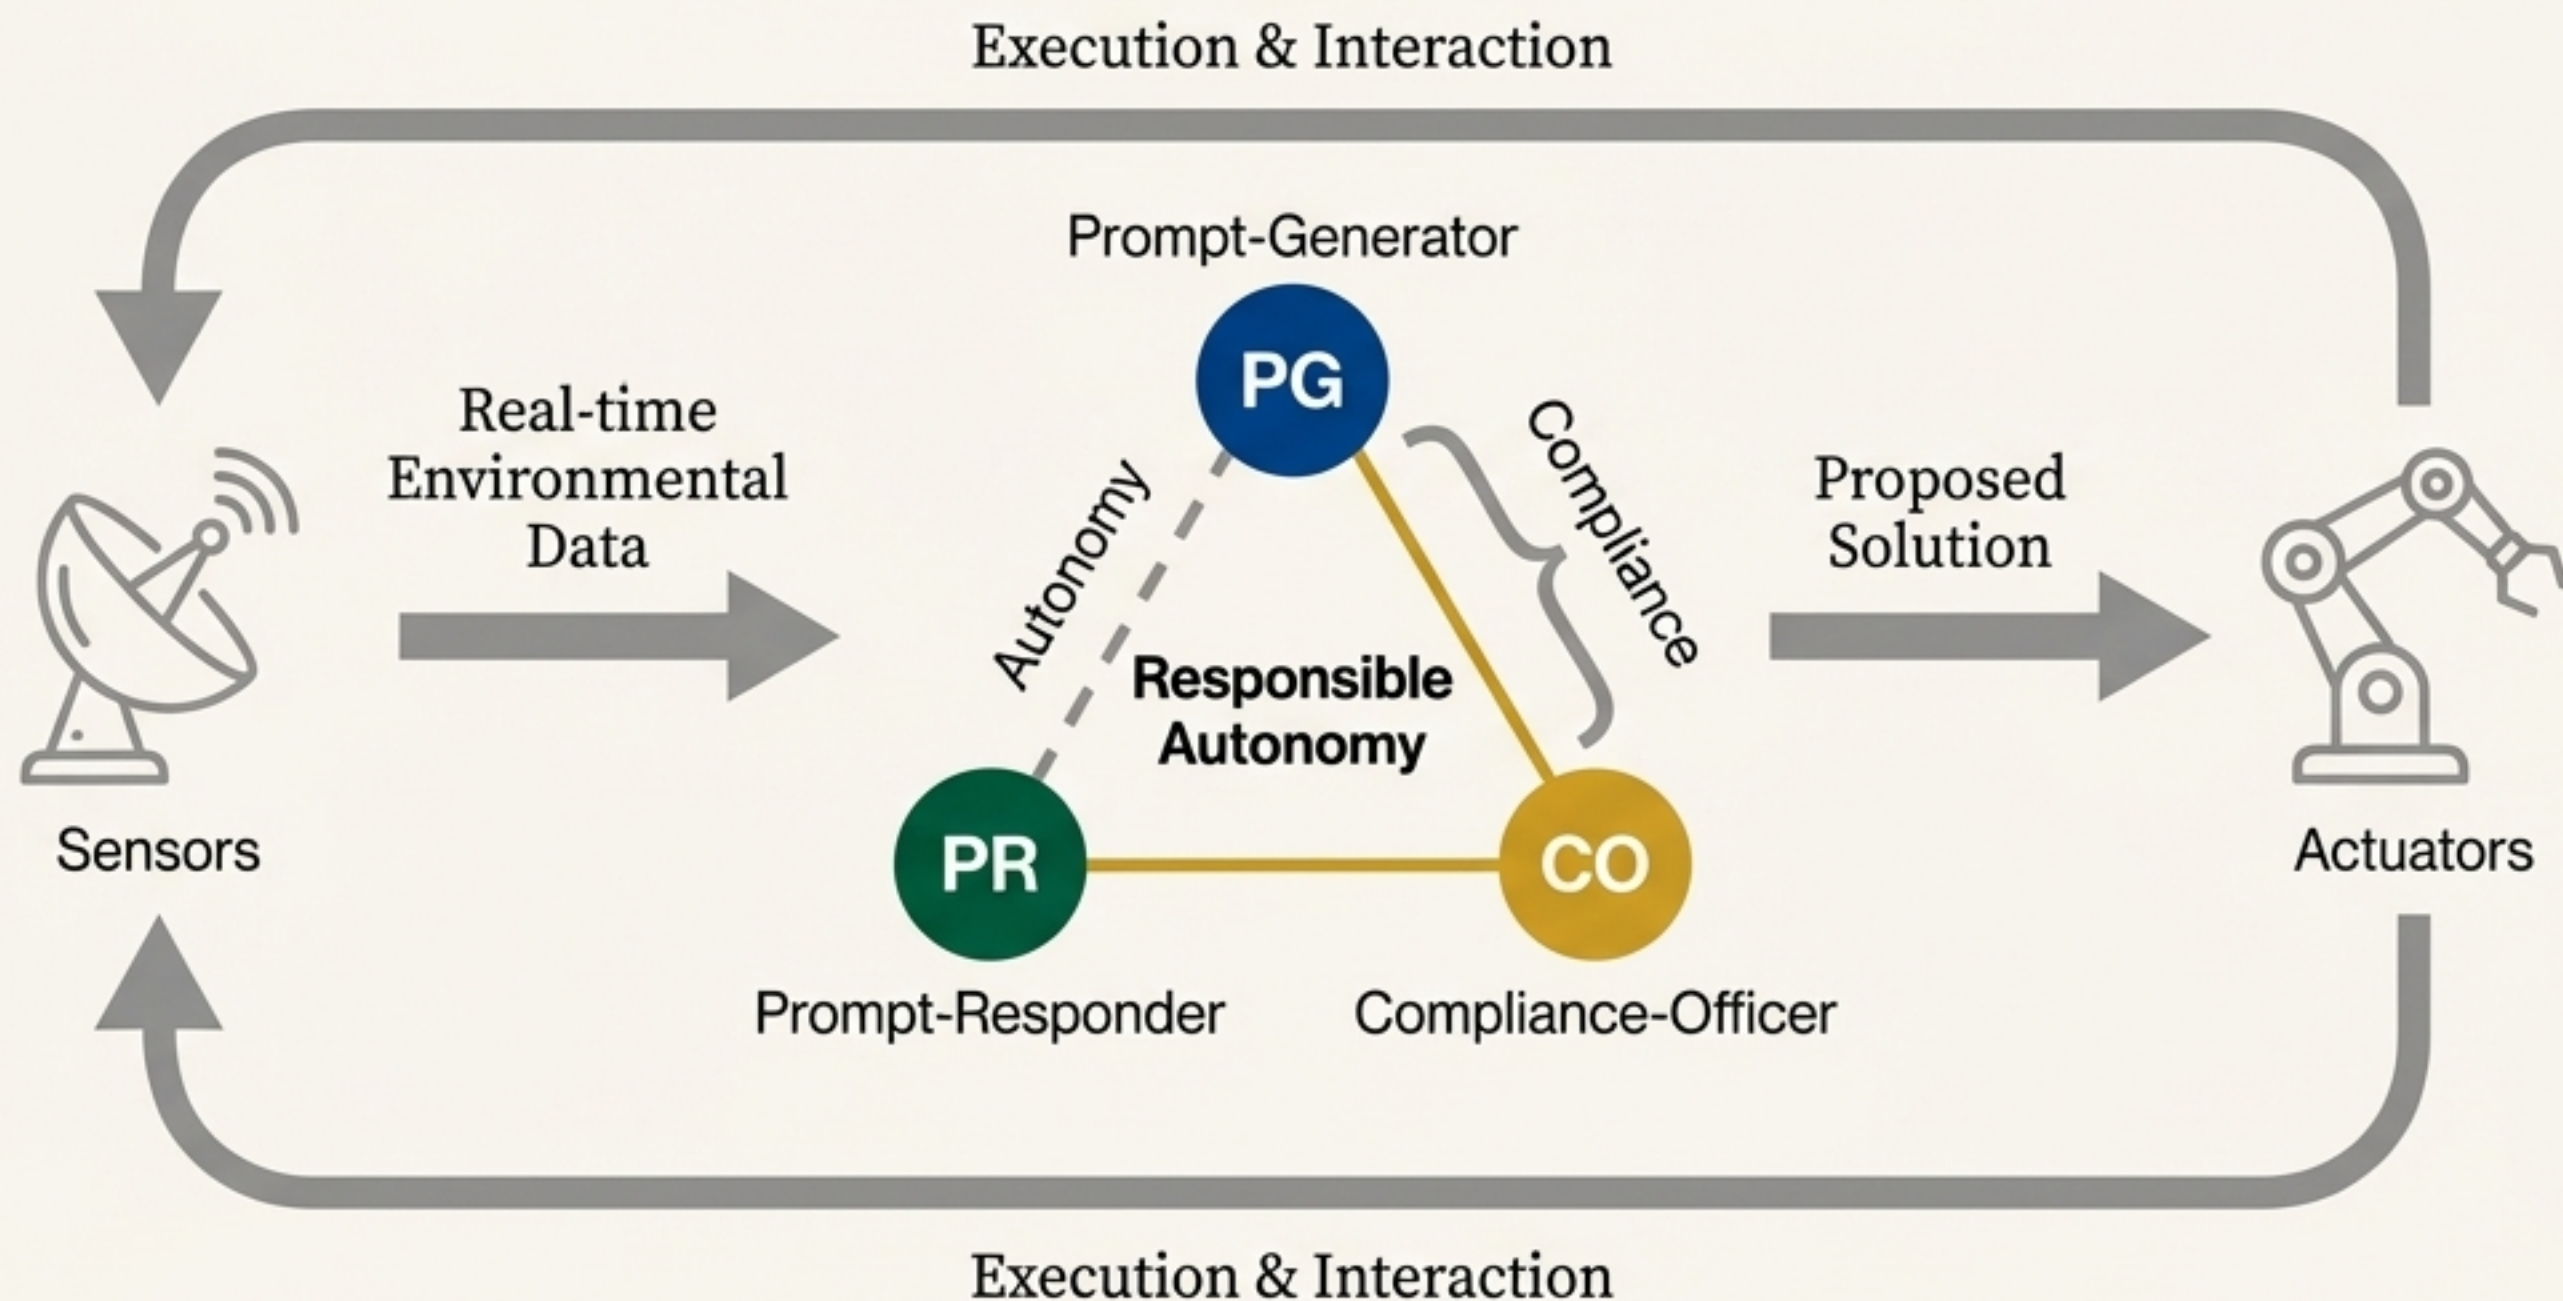 Execution & Interaction
Prompt-Generator
PG
Real-time
Environmental
Data
Autonomy
Compliance
Proposed
Solution
Responsible
Autonomy
Sensors
PR
CO
Actuators
Prompt-Responder
Compliance-Officer
Execution & Interaction